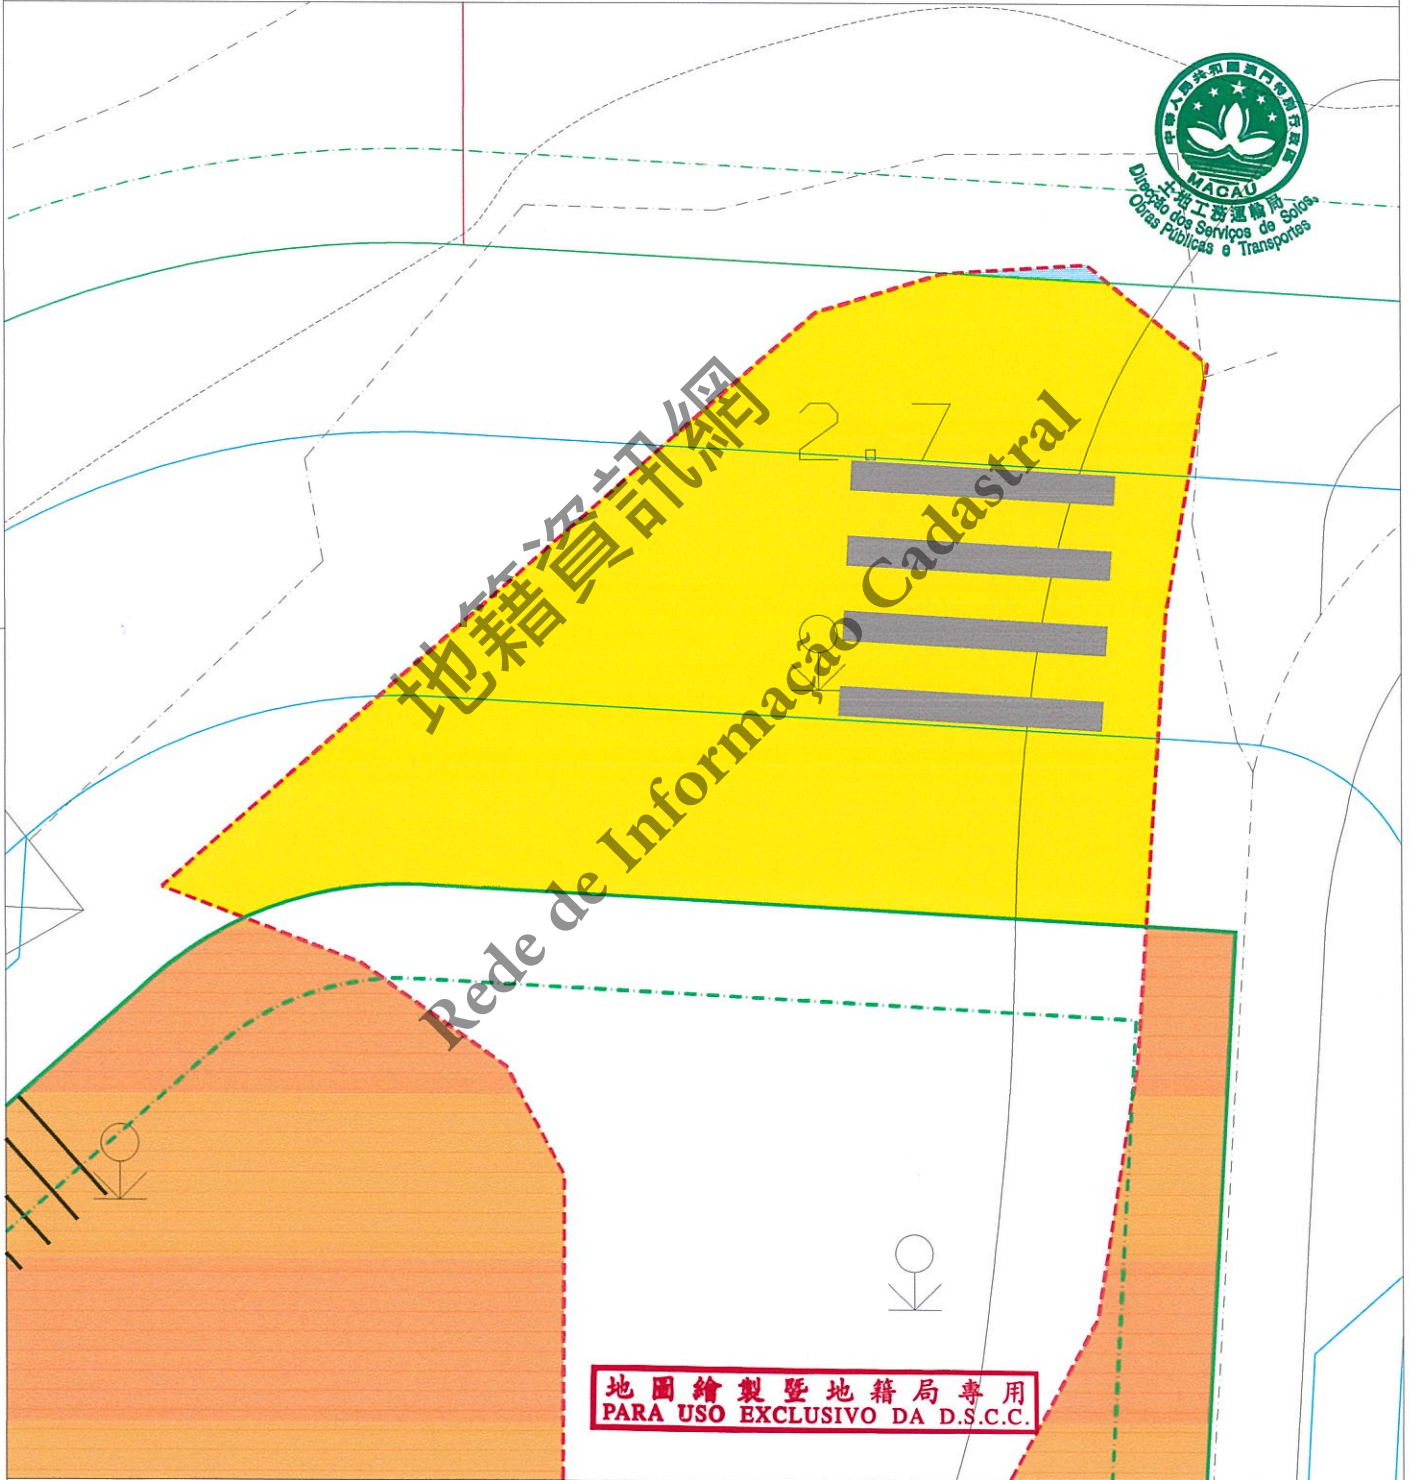 中華人民共和國澳門特別行政區
MACAU
土地工務運輸局
Direcção dos Serviços de Solos,
Obras Públicas e Transportes
2.7
地籍資訊網
Rede de Informação Cadastral
地圖繪製暨地籍局專用
PARA USO EXCLUSIVO DA D.S.C.C.